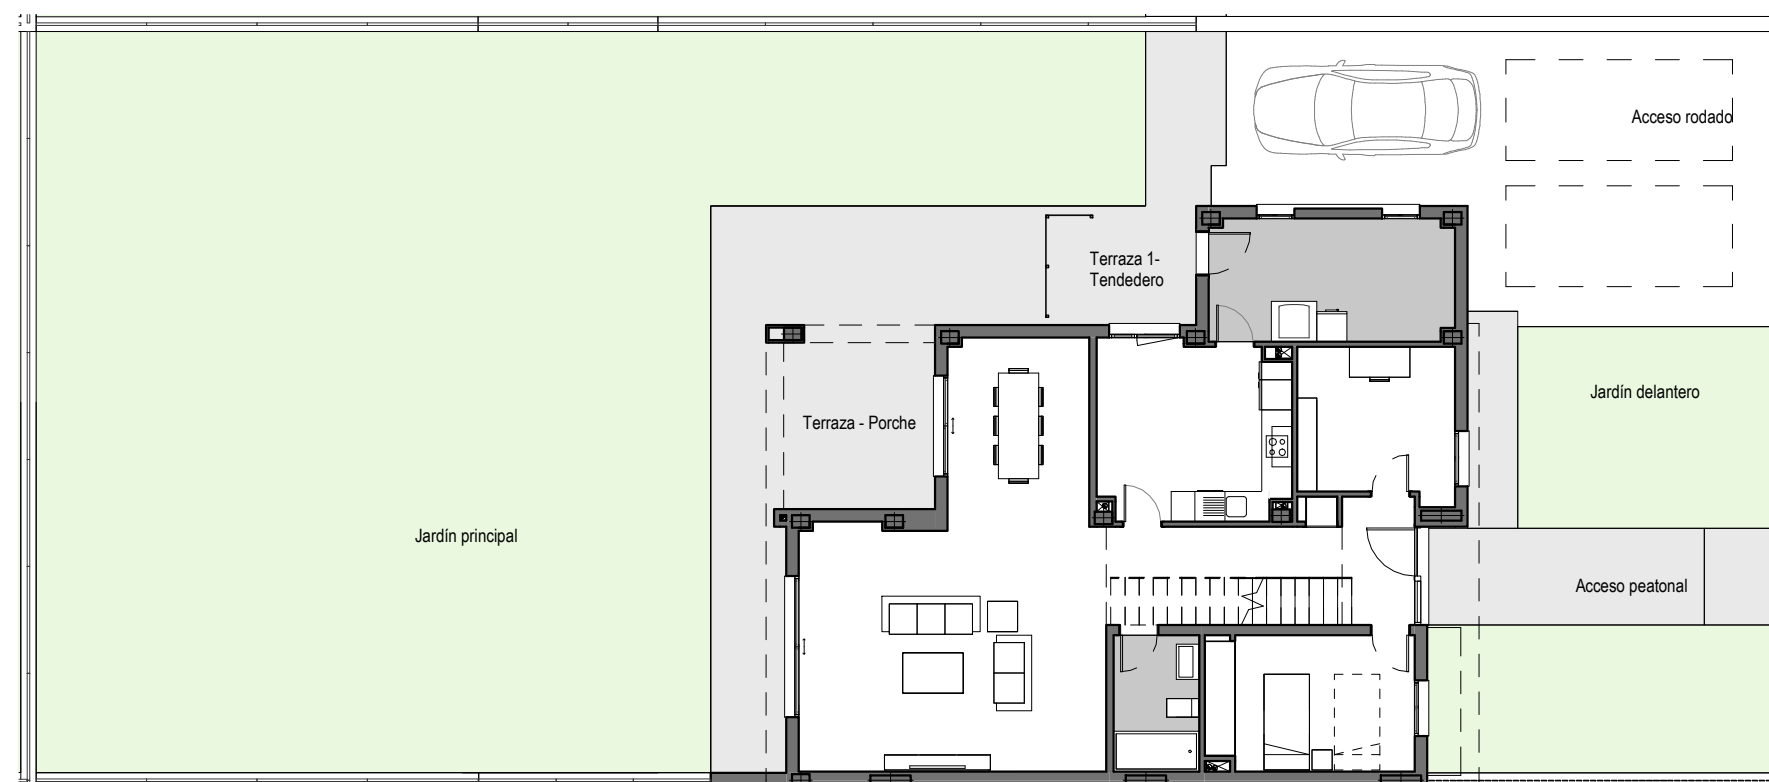 Acceso rodado
Terraza 1-
Tendedero
Jardín delantero
Terraza - Porche
Jardín principal
Acceso peatonal